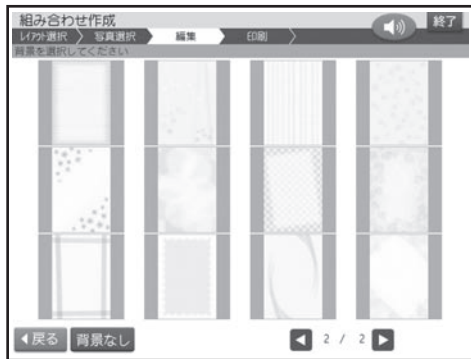 組み合わせ作成
終了
レイアウト選択 写真選択 編集 印刷
背景を選択してください
戻る 背景なし 2 / 2